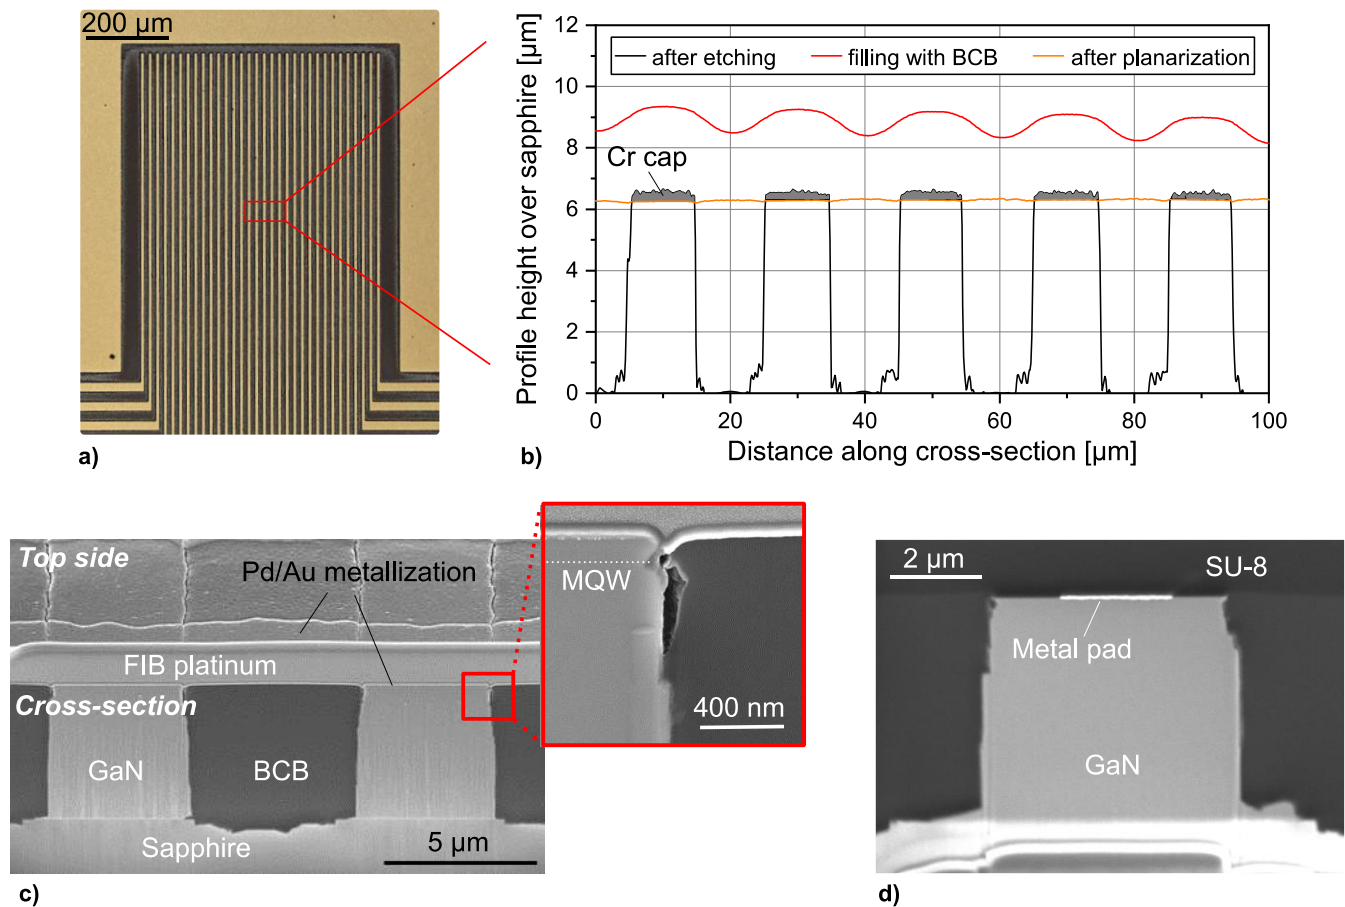 200 µm
a)
Profile height over sapphire [µm]
12
10
8
6
4
2
0
after etching
filling with BCB
after planarization
Cr cap
0
20
40
60
80
100
Distance along cross-section [µm]
b)
Top side
Pd/Au metallization
FIB platinum
Cross-section
GaN
BCB
Sapphire
5 µm
c)
MQW
400 nm
2 µm
SU-8
Metal pad
GaN
d)